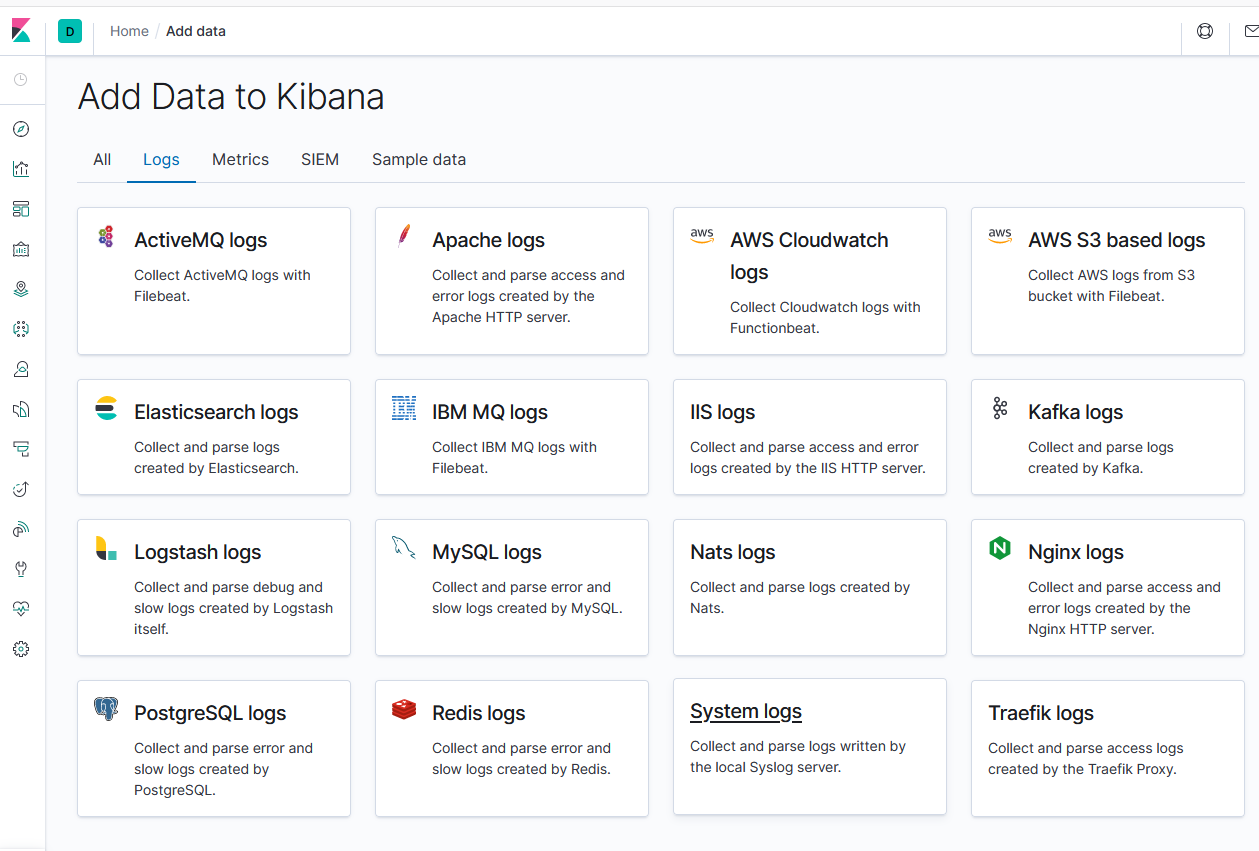 D
Home / Add data
Add Data to Kibana
All
Logs
Metrics
SIEM
Sample data
ActiveMQ logs
Collect ActiveMQ logs with
Filebeat.
Apache logs
Collect and parse access and
error logs created by the
Apache HTTP server.
aws
AWS Cloudwatch
logs
Collect Cloudwatch logs with
Functionbeat.
aws
AWS S3 based logs
Collect AWS logs from S3
bucket with Filebeat.
Elasticsearch logs
Collect and parse logs
created by Elasticsearch.
IBM
IBM MQ logs
Collect IBM MQ logs with
Filebeat.
IIS logs
Collect and parse access and error
logs created by the IIS HTTP server.
Kafka logs
Collect and parse logs
created by Kafka.
Logstash logs
Collect and parse debug and
slow logs created by Logstash
itself.
MySQL logs
Collect and parse error and
slow logs created by MySQL.
Nats logs
Collect and parse logs created by
Nats.
N
Nginx logs
Collect and parse access and
error logs created by the
Nginx HTTP server.
PostgreSQL logs
Collect and parse error and
slow logs created by
PostgreSQL.
Redis logs
Collect and parse error and
slow logs created by Redis.
System logs
Collect and parse logs written by
the local Syslog server.
Traefik logs
Collect and parse access logs
created by the Traefik Proxy.